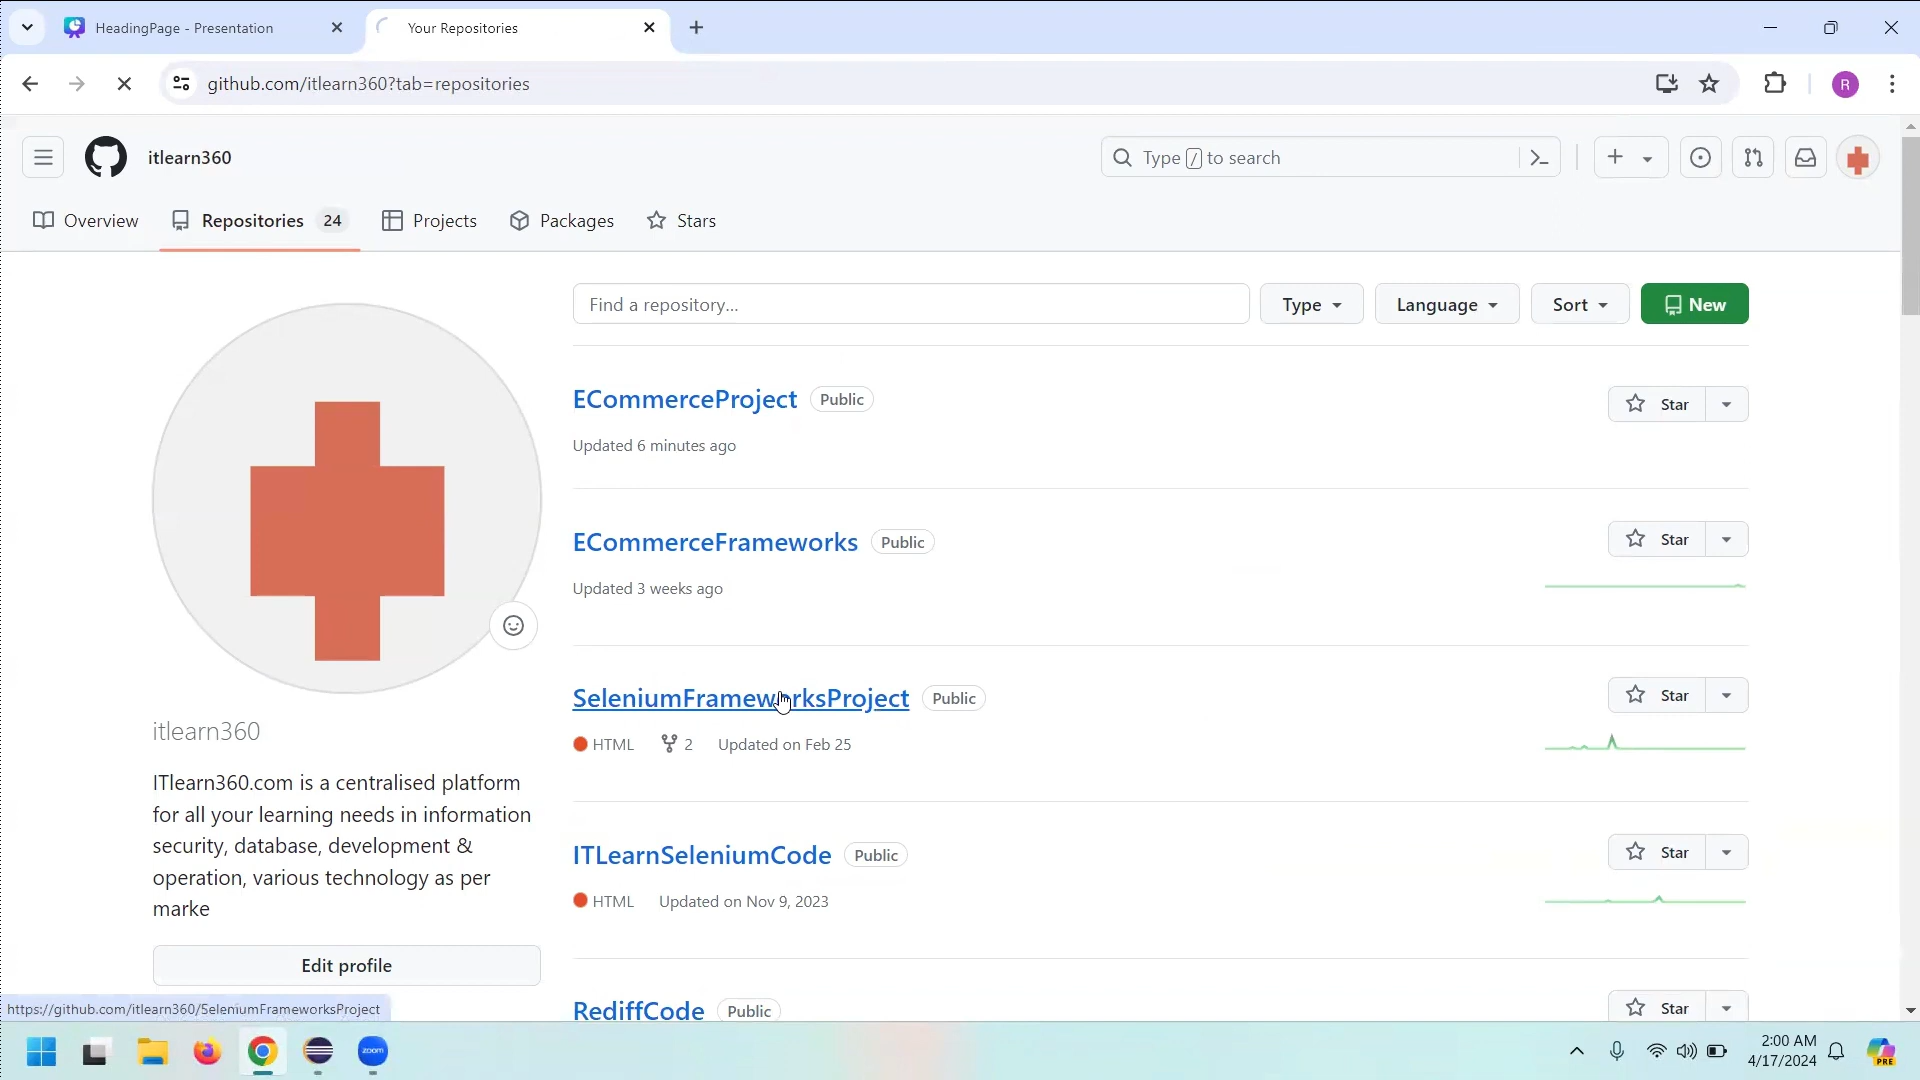 HeadingPage - Presentation
Your Repositories
github.com/itlearn360?tab=repositories
R
itlearn360
Type / to search
Overview
Repositories 24
Projects
Packages
Stars
Find a repository...
Type
Language
Sort
New
ECommerceProject Public
Star
Updated 6 minutes ago
ECommerceFrameworks Public
Star
Updated 3 weeks ago
SeleniumFrameworksProject Public
Star
HTML 2 Updated on Feb 25
itlearn360
ITlearn360.com is a centralised platform
for all your learning needs in information
security, database, development &
operation, various technology as per
marke
Edit profile
ITLearnSeleniumCode Public
Star
HTML Updated on Nov 9, 2023
RediffCode Public
Star
https://github.com/itlearn360/SeleniumFrameworksProject
zoom
2:00 AM
4/17/2024
PRE